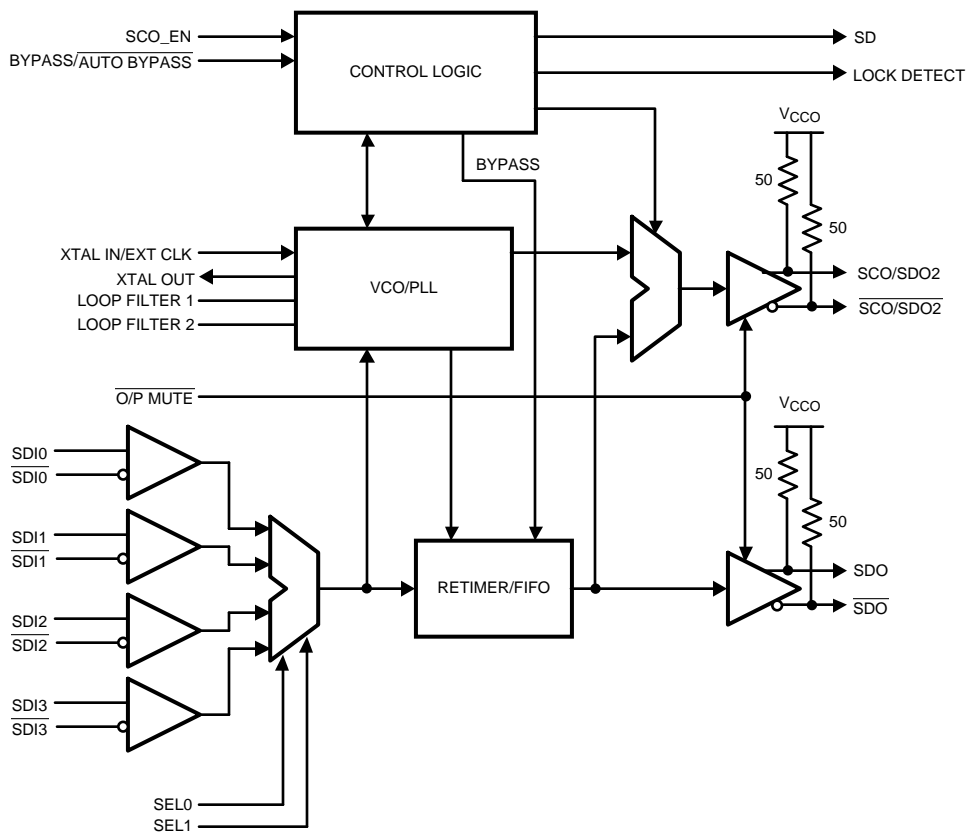 SCO_EN
BYPASS/AUTO BYPASS
CONTROL LOGIC
SD
LOCK DETECT
VCCO
BYPASS
50
50
XTAL IN/EXT CLK
XTAL OUT
LOOP FILTER 1
LOOP FILTER 2
VCO/PLL
SCO/SDO2
SCO/SDO2
O/P MUTE
VCCO
SDI0
SDI0
50
50
SDI1
SDI1
RETIMER/FIFO
SDO
SDO
SDI2
SDI2
SDI3
SDI3
SEL0
SEL1